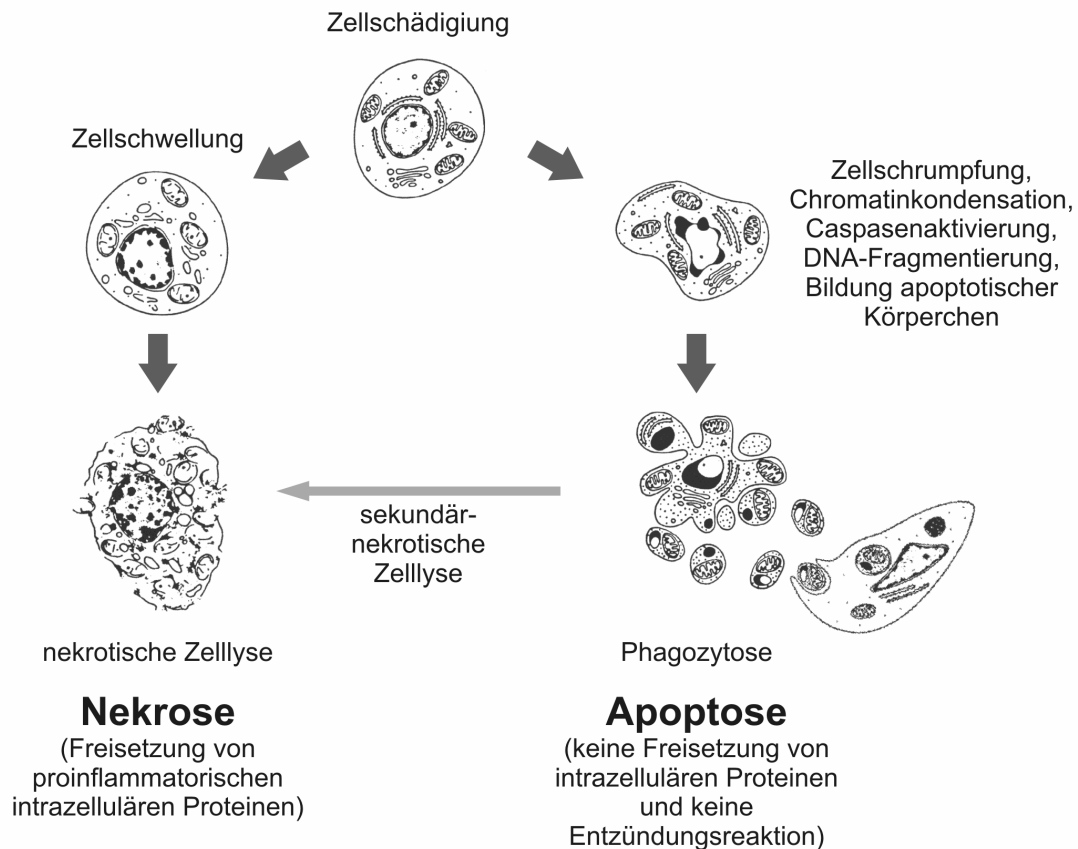 Zellschädigiung
Zellschwellung
Zellschrumpfung,
Chromatinkondensation,
Caspasenaktivierung,
DNA-Fragmentierung,
Bildung apoptotischer
Körperchen
sekundär-
nekrotische
Zelllyse
nekrotische Zelllyse
Phagozytose
Nekrose
(Freisetzung von
proinflammatorischen
intrazellulären Proteinen)
Apoptose
(keine Freisetzung von
intrazellulären Proteinen
und keine
Entzündungsreaktion)